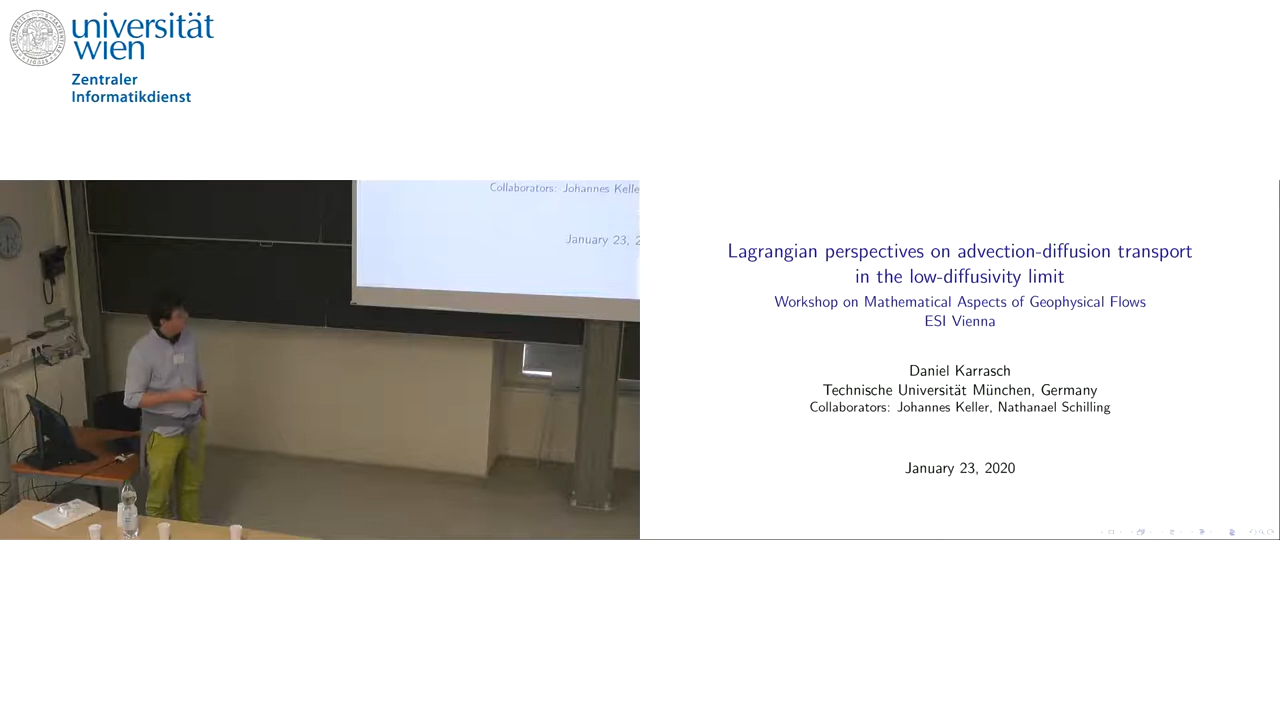 universität
wien
Zentraler
Informatikdienst
Collaborators: Johannes Kelle
January 23, 2
Lagrangian perspectives on advection-diffusion transport
in the low-diffusivity limit
Workshop on Mathematical Aspects of Geophysical Flows
ESI Vienna
Daniel Karrasch
Technische Universität München, Germany
Collaborators: Johannes Keller, Nathanael Schilling
January 23, 2020